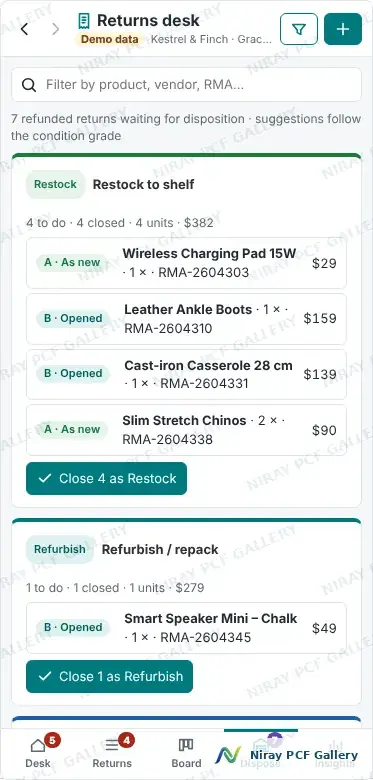 Returns desk
Demo data · Kestrel & Finch · Grac...
Filter by product, vendor, RMA...
7 refunded returns waiting for disposition · suggestions follow
the condition grade
Restock Restock to shelf
4 to do · 4 closed · 4 units · $382
A · As new Wireless Charging Pad 15W
· 1 × · RMA-2604303 $29
B · Opened Leather Ankle Boots · 1 × ·
RMA-2604310 $159
B · Opened Cast-iron Casserole 28 cm
· 1 × · RMA-2604331 $139
A · As new Slim Stretch Chinos · 2 × ·
RMA-2604338 $90
Close 4 as Restock
Refurbish Refurbish / repack
1 to do · 1 closed · 1 units · $279
B · Opened Smart Speaker Mini – Chalk
· 1 × · RMA-2604345 $49
Close 1 as Refurbish
5 4
Desk Returns Board Dispose Insights
Niray PCF Gallery
NIRAY PCF GALLERY